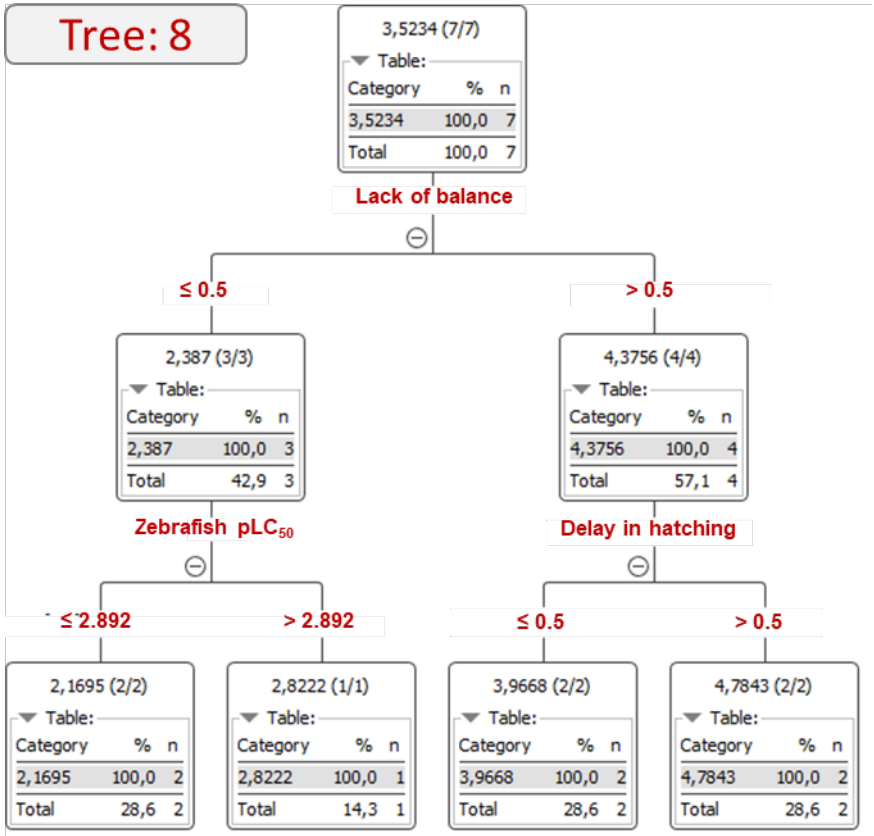 Tree: 8
3,5234 (7/7)
Table:
Category % n
3,5234 100,0 7
Total 100,0 7
Lack of balance
≤ 0.5
> 0.5
2,387 (3/3)
Table:
Category % n
2,387 100,0 3
Total 42,9 3
4,3756 (4/4)
Table:
Category % n
4,3756 100,0 4
Total 57,1 4
Zebrafish pLC₅₀
Delay in hatching
≤ 2.892
> 2.892
≤ 0.5
> 0.5
2,1695 (2/2)
Table:
Category % n
2,1695 100,0 2
Total 28,6 2
2,8222 (1/1)
Table:
Category % n
2,8222 100,0 1
Total 14,3 1
3,9668 (2/2)
Table:
Category % n
3,9668 100,0 2
Total 28,6 2
4,7843 (2/2)
Table:
Category % n
4,7843 100,0 2
Total 28,6 2